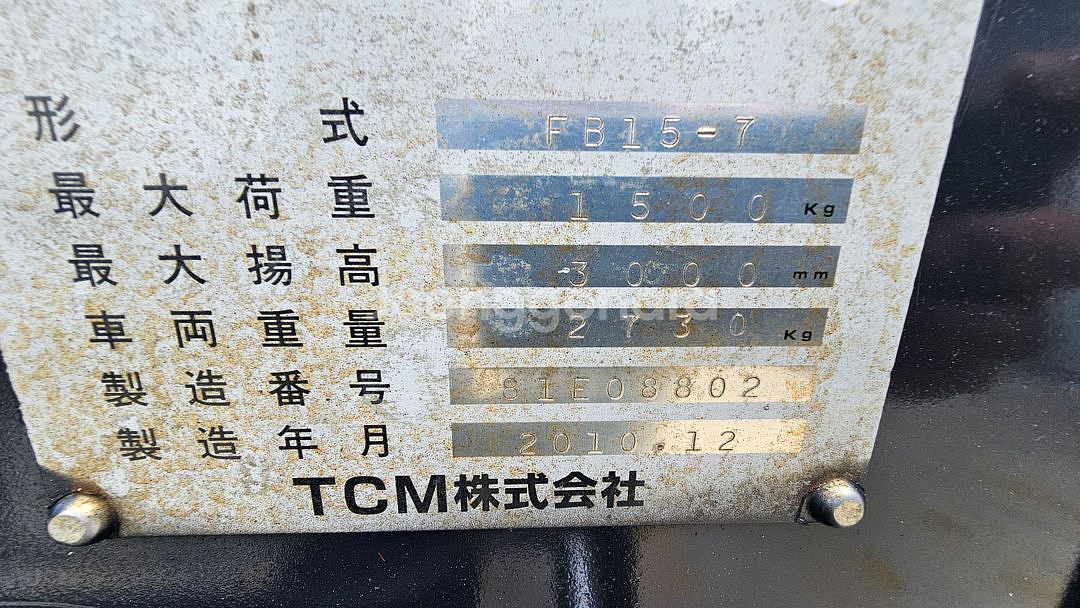 形式 FB15-7
最大荷重 1500 Kg
最大揚高 3000 mm
車両重量 2730 Kg
製造番号 81E08802
製造年月 2010.12
TCM株式会社